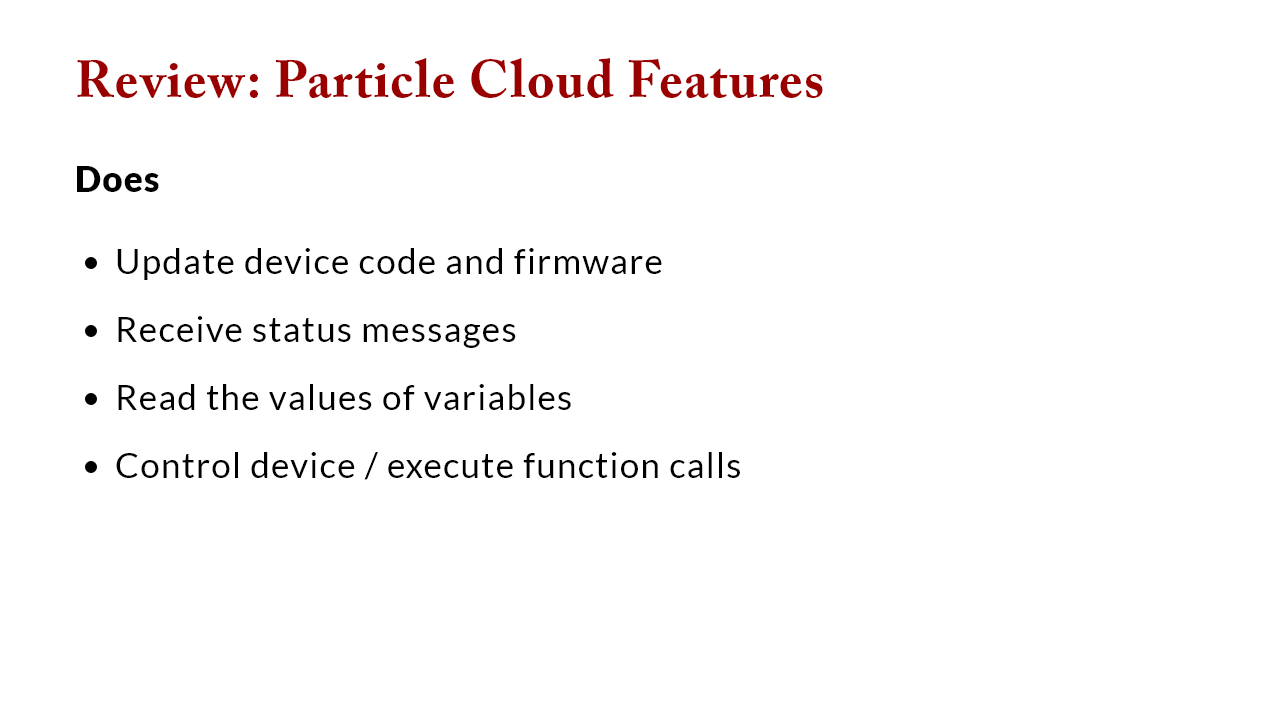 Review: Particle Cloud Features
Does
• Update device code and firmware
• Receive status messages
• Read the values of variables
• Control device / execute function calls